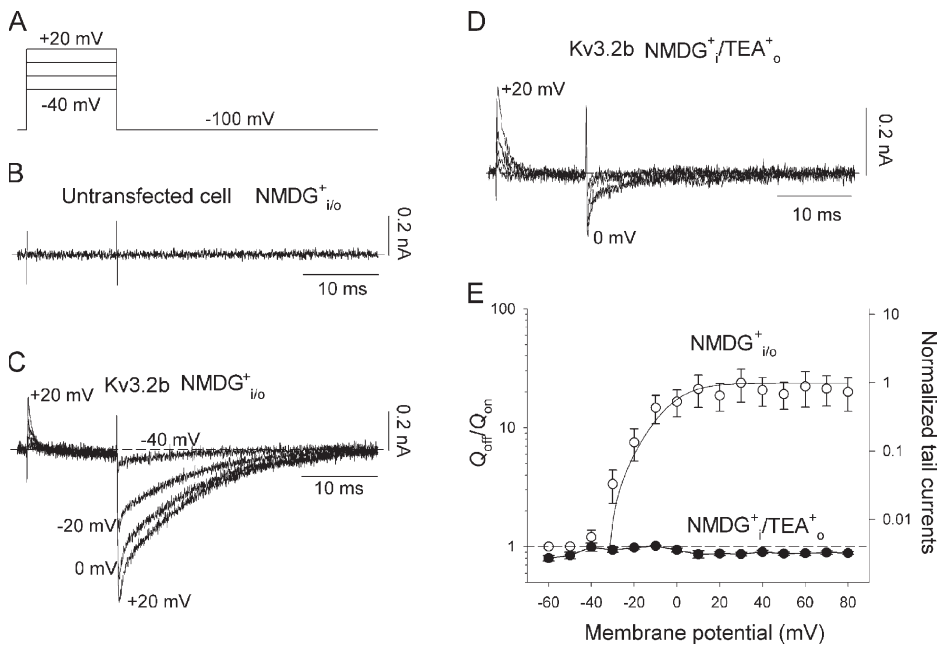 A
+20 mV
-40 mV
-100 mV
B
Untransfected cell NMDG+i/o
0.2 nA
10 ms
C
Kv3.2b NMDG+i/o
+20 mV
-40 mV
0.2 nA
10 ms
-20 mV
0 mV
+20 mV
D
Kv3.2b NMDG+i/TEA+o
+20 mV
0.2 nA
10 ms
0 mV
E
100
10
1
Qoff/Qon
NMDG+i/o
NMDG+i/TEA+o
10
1
0.1
0.01
Normalized tail currents
-60 -40 -20 0 20 40 60 80
Membrane potential (mV)